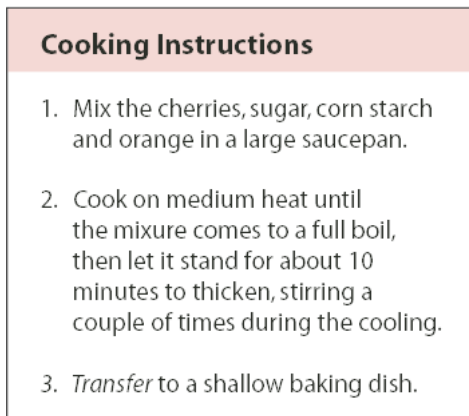 Cooking Instructions
1. Mix the cherries, sugar, corn starch
and orange in a large saucepan.
2. Cook on medium heat until
the mixure comes to a full boil,
then let it stand for about 10
minutes to thicken, stirring a
couple of times during the cooling.
3. Transfer to a shallow baking dish.